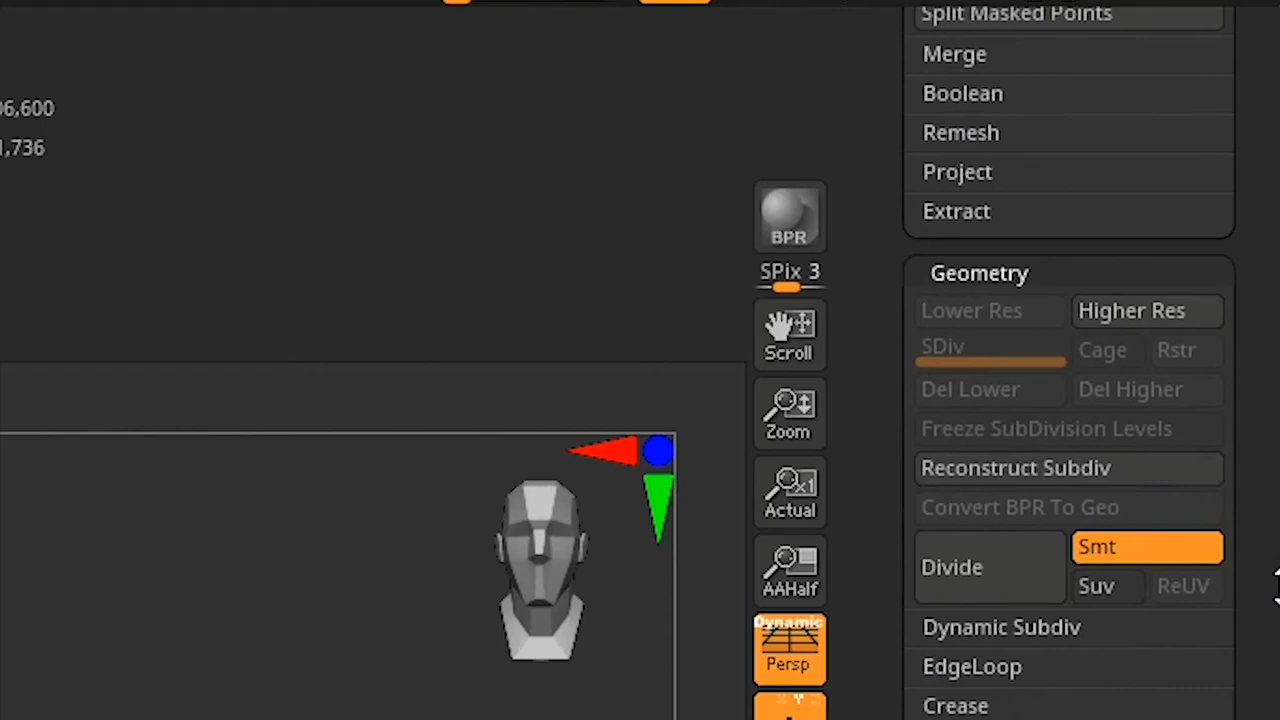 Split Masked Points
Merge
06,600
Boolean
Remesh
1,736
Project
Extract
BPR
SPix 3
Geometry
Lower Res Higher Res
Scroll
SDiv Cage Rstr
Del Lower Del Higher
Zoom
Freeze SubDivision Levels
Reconstruct Subdiv
x1
Actual
Convert BPR To Geo
Smt
Divide
AAHalf
Suv ReUV
Dynamic
Persp
Dynamic Subdiv
EdgeLoop
Crease